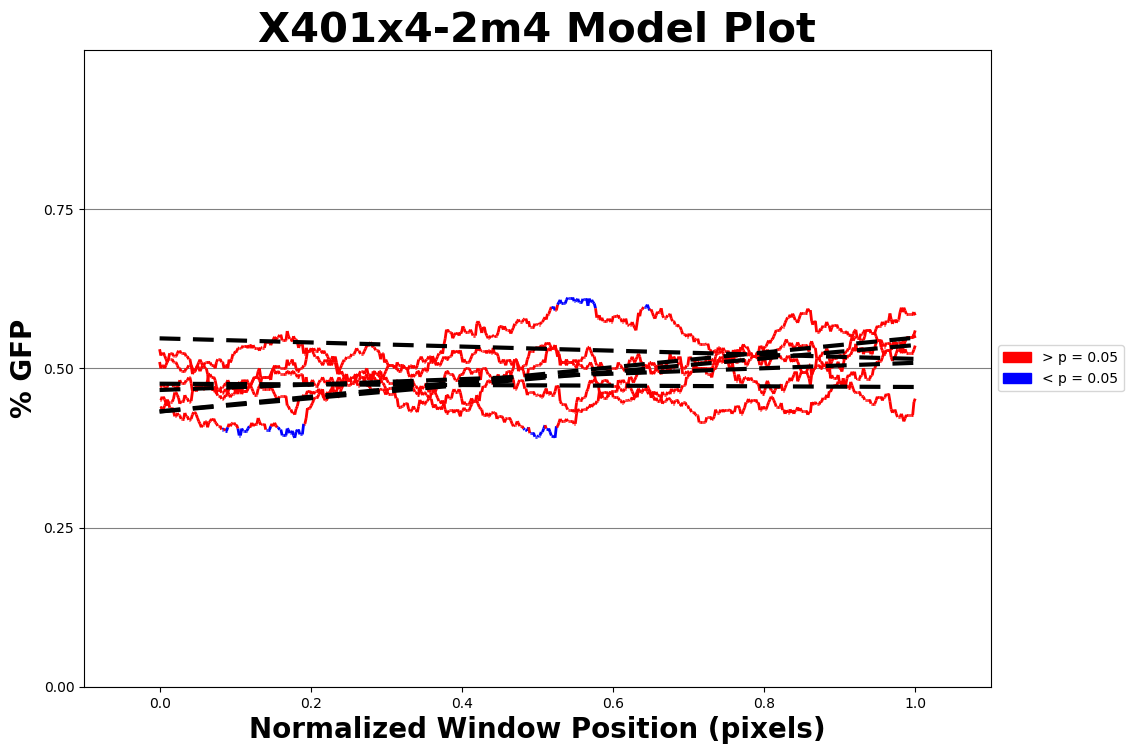 X401x4-2m4 Model Plot
% GFP
0.75
0.50
0.25
0.00
0.0 0.2 0.4 0.6 0.8 1.0
Normalized Window Position (pixels)
> p = 0.05
< p = 0.05